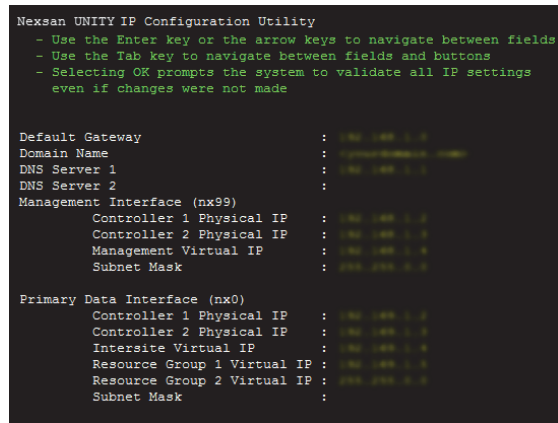 Nexsan UNITY IP Configuration Utility
- Use the Enter key or the arrow keys to navigate between fields
- Use the Tab key to navigate between fields and buttons
- Selecting OK prompts the system to validate all IP settings
even if changes were not made
Default Gateway :
Domain Name :
DNS Server 1 :
DNS Server 2 :
Management Interface (nx99)
Controller 1 Physical IP :
Controller 2 Physical IP :
Management Virtual IP :
Subnet Mask :
Primary Data Interface (nx0)
Controller 1 Physical IP :
Controller 2 Physical IP :
Intersite Virtual IP :
Resource Group 1 Virtual IP :
Resource Group 2 Virtual IP :
Subnet Mask :